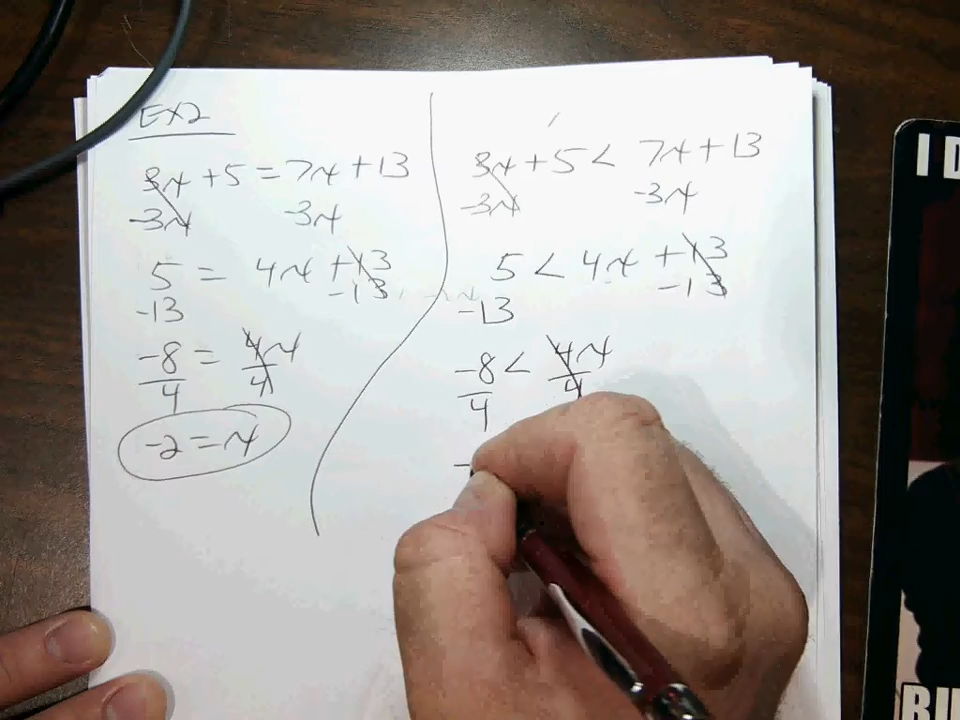 EX2
3x + 5 = 7x + 13
-3x -3x
5 = 4x + 13
-13 -13
-8 = 4x
4 4
-2 = x
3x + 5 < 7x + 13
-3x -3x
5 < 4x + 13
-13 -13
-8 < 4x
4 4
-
I D